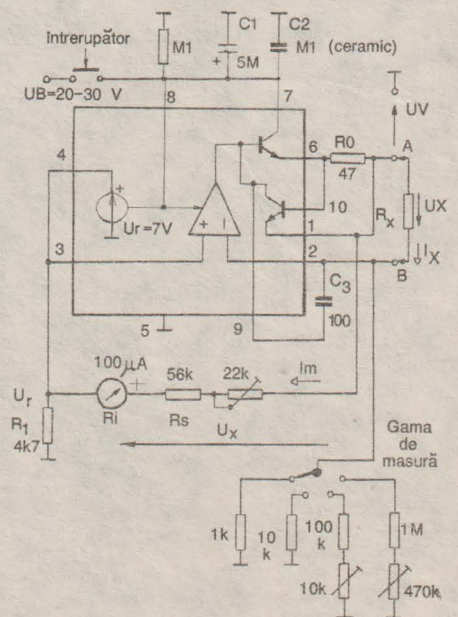 C1
C2
întrerupător
M1
5M
+
M1 (ceramic)
UB=20-30 V
8
7
UV
4
6
R0
47
A
+
Ur=7V
10
Rx
UX
+
-
1
Ix
3
2
B
C3
100
5
9
100 µA
56k
22k
Im
Ur
+
Ri
Rs
Ux
R1
4k7
Gama
de
masură
1k
10
k
100
k
1M
10k
470k